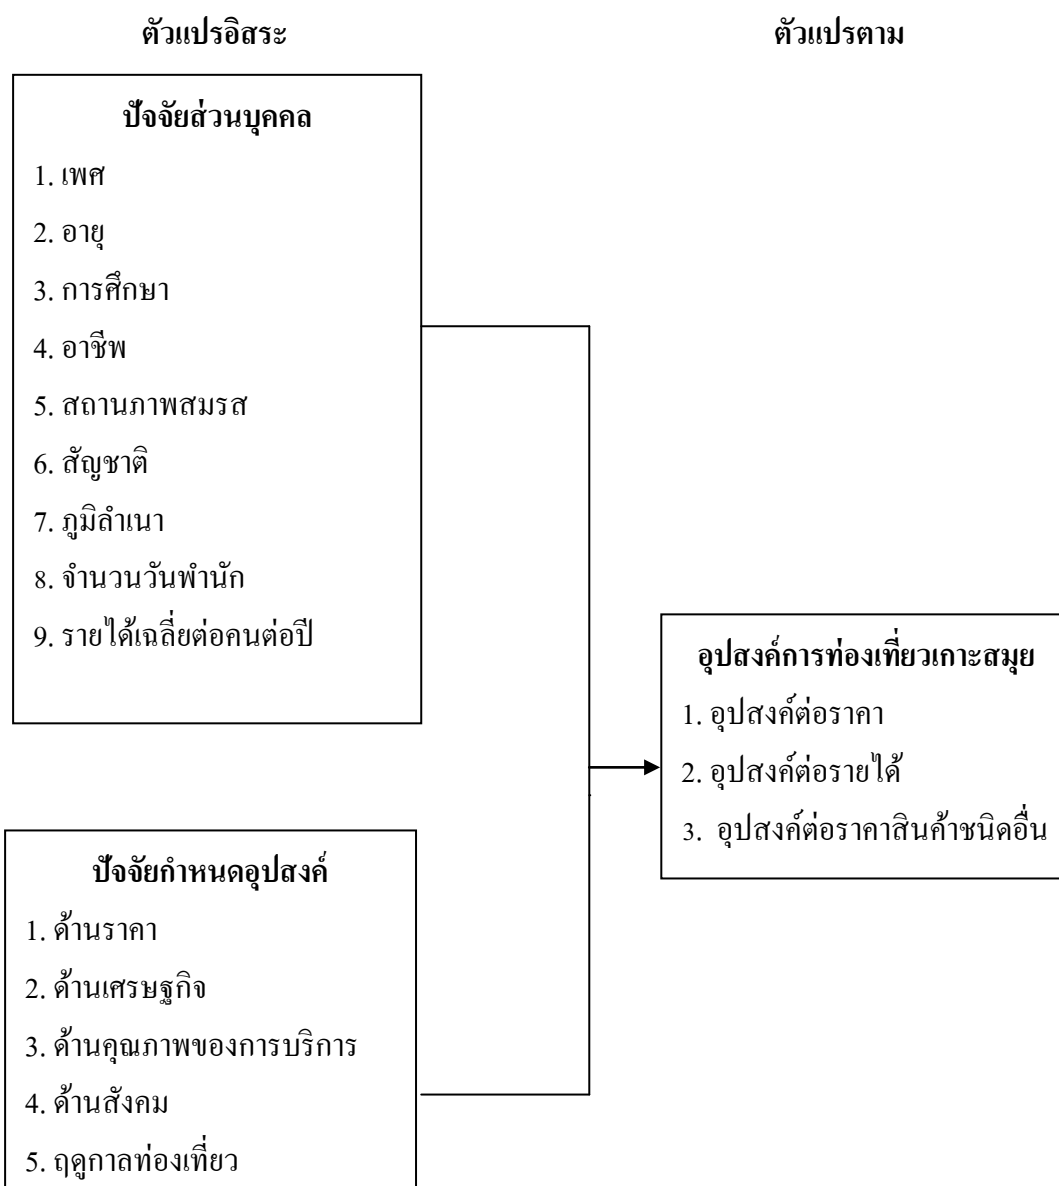 ตัวแปรอิสระ
ตัวแปรตาม
ปัจจัยส่วนบุคคล
1. เพศ
2. อายุ
3. การศึกษา
4. อาชีพ
5. สถานภาพสมรส
6. สัญชาติ
7. ภูมิลำเนา
8. จำนวนวันพำนัก
9. รายได้เฉลี่ยต่อคนต่อปี
ปัจจัยกำหนดอุปสงค์
1. ด้านราคา
2. ด้านเศรษฐกิจ
3. ด้านคุณภาพของการบริการ
4. ด้านสังคม
5. ฤดูกาลท่องเที่ยว
อุปสงค์การท่องเที่ยวเกาะสมุย
1. อุปสงค์ต่อราคา
2. อุปสงค์ต่อรายได้
3. อุปสงค์ต่อราคาสินค้าชนิดอื่น